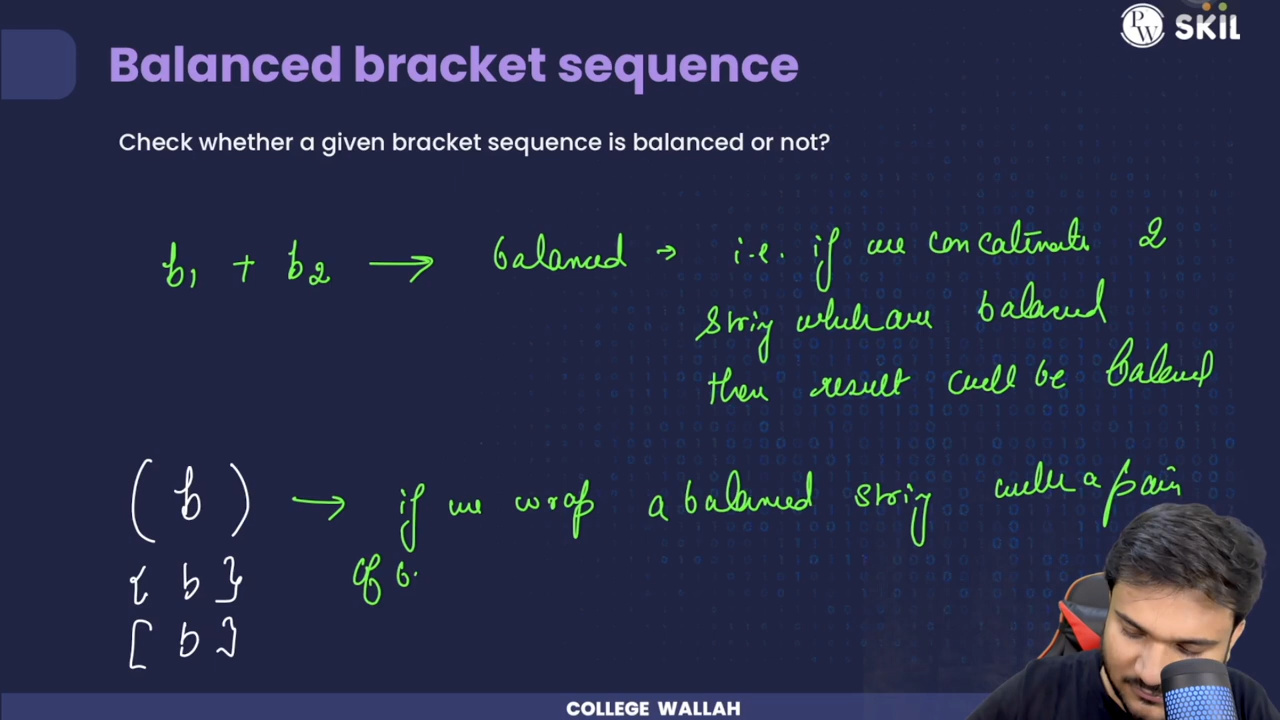 PW SKIL
Balanced bracket sequence
Check whether a given bracket sequence is balanced or not?
b1 + b2 → balanced → i.e. if we concatinate 2
string which are balanced
then result will be balanced
( b ) → if we wrap a balanced string with a pair
{ b } of b.
[ b ]
COLLEGE WALLAH